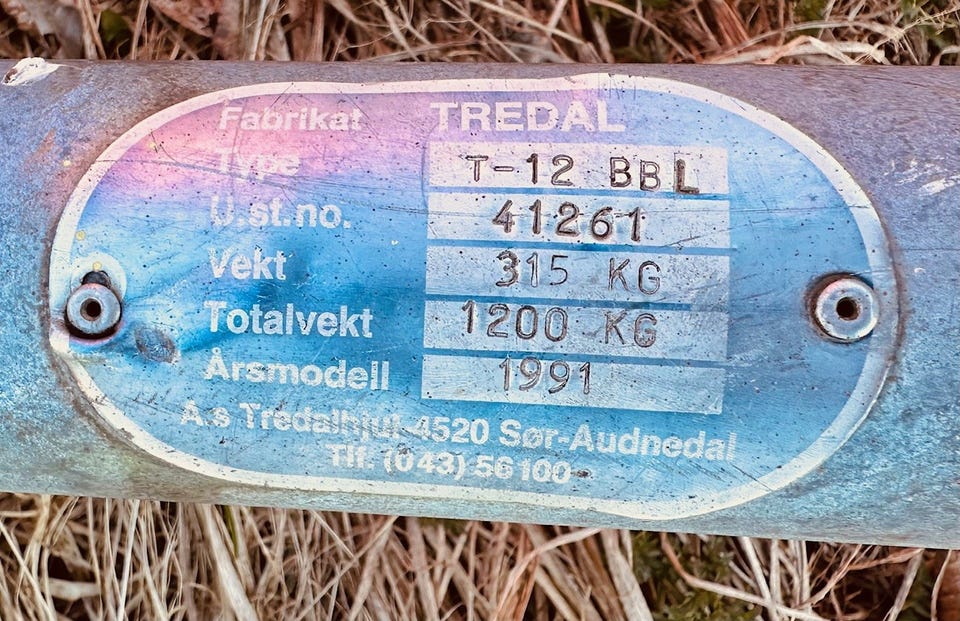 Fabrikat TREDAL
Type T-12 BBL
U.st.no. 41261
Vekt 315 KG
Totalvekt 1200 KG
Årsmodell 1991
A.s Tredalhjul-4520 Sør-Audnedal
Tlf. (043) 56 100